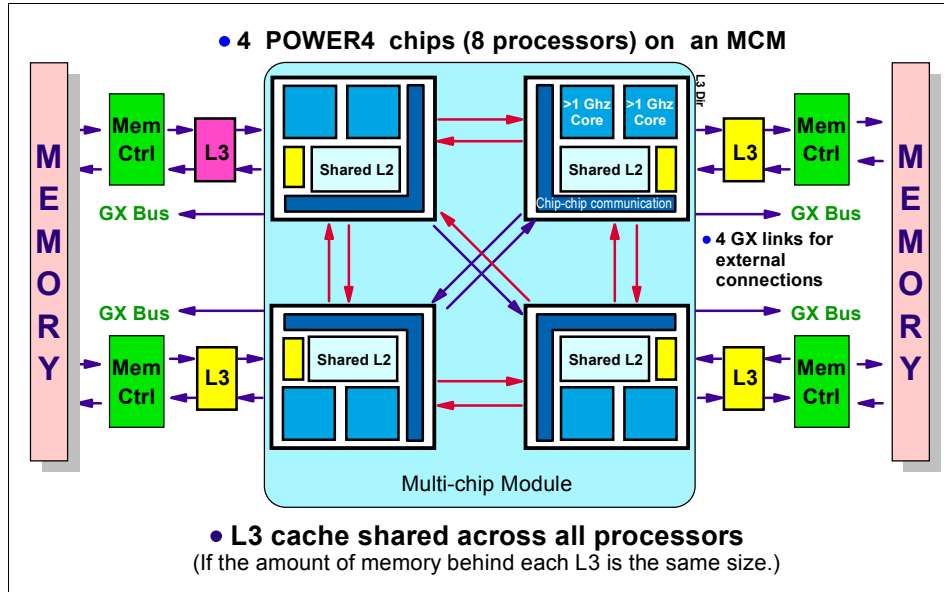 • 4 POWER4 chips (8 processors) on an MCM
MEMORY
Mem
Ctrl
L3
Shared L2
>1 Ghz
Core
>1 Ghz
Core
L3 Dir
Shared L2
Chip-chip communication
L3
Mem
Ctrl
MEMORY
GX Bus
GX Bus
• 4 GX links for
external
connections
GX Bus
GX Bus
Mem
Ctrl
L3
Shared L2
Shared L2
L3
Mem
Ctrl
Multi-chip Module
• L3 cache shared across all processors
(If the amount of memory behind each L3 is the same size.)